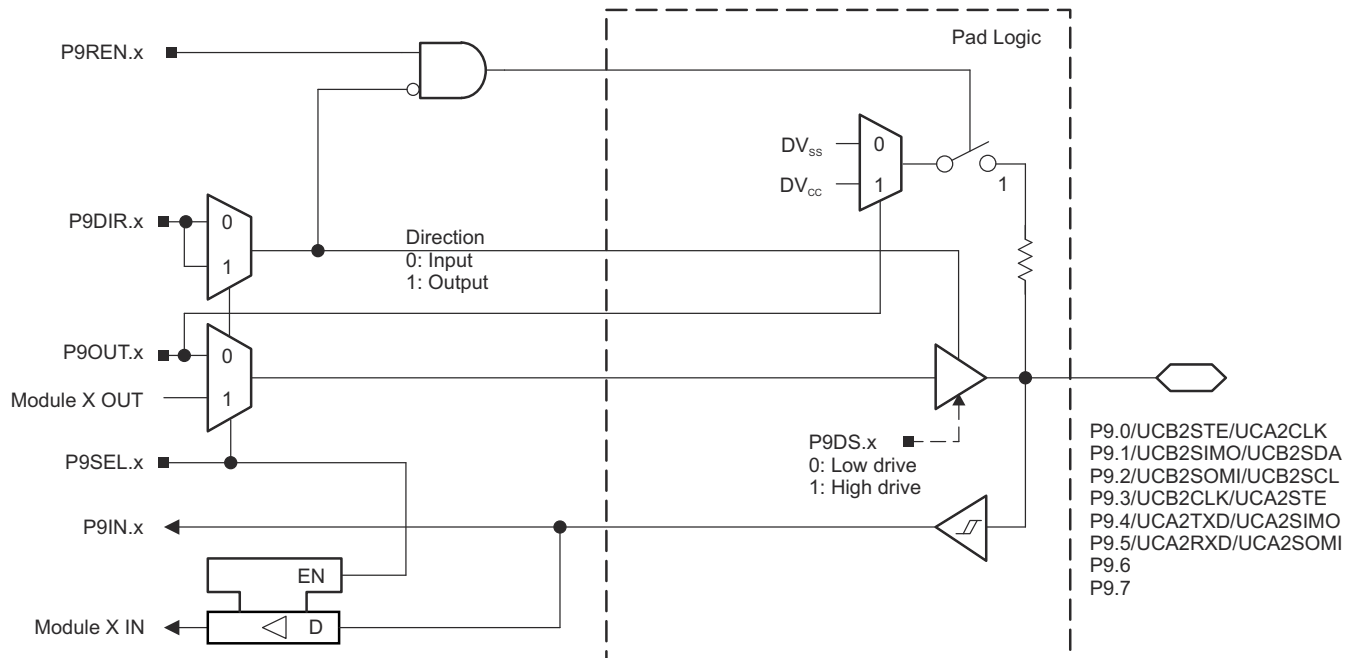 Pad Logic
P9REN.x
DVss
0
DVcc
1
1
P9DIR.x
0
1
Direction
0: Input
1: Output
P9OUT.x
0
Module X OUT
1
P9DS.x
0: Low drive
1: High drive
P9SEL.x
P9IN.x
EN
Module X IN
D
P9.0/UCB2STE/UCA2CLK
P9.1/UCB2SIMO/UCB2SDA
P9.2/UCB2SOMI/UCB2SCL
P9.3/UCB2CLK/UCA2STE
P9.4/UCA2TXD/UCA2SIMO
P9.5/UCA2RXD/UCA2SOMI
P9.6
P9.7